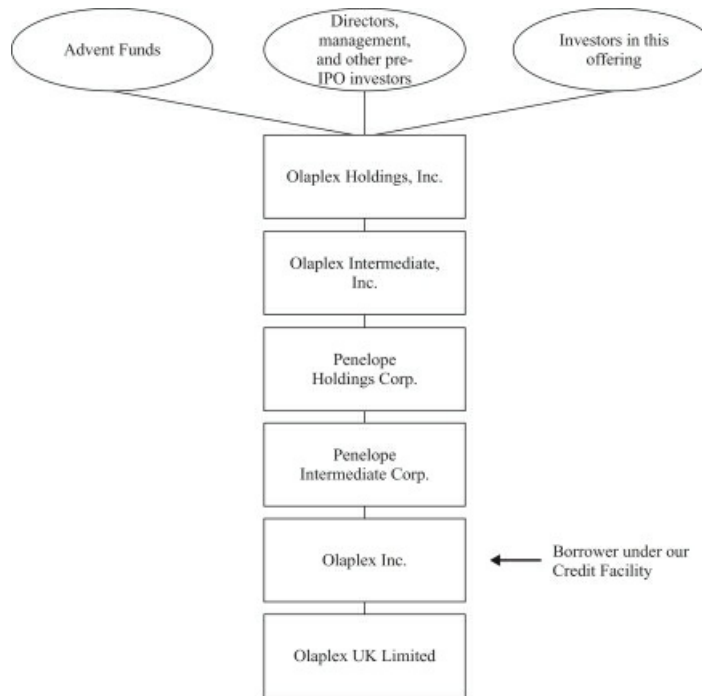 Advent Funds
Directors,
management,
and other pre-
IPO investors
Investors in this
offering
Olaplex Holdings, Inc.
Olaplex Intermediate,
Inc.
Penelope
Holdings Corp.
Penelope
Intermediate Corp.
Olaplex Inc.
Borrower under our
Credit Facility
Olaplex UK Limited